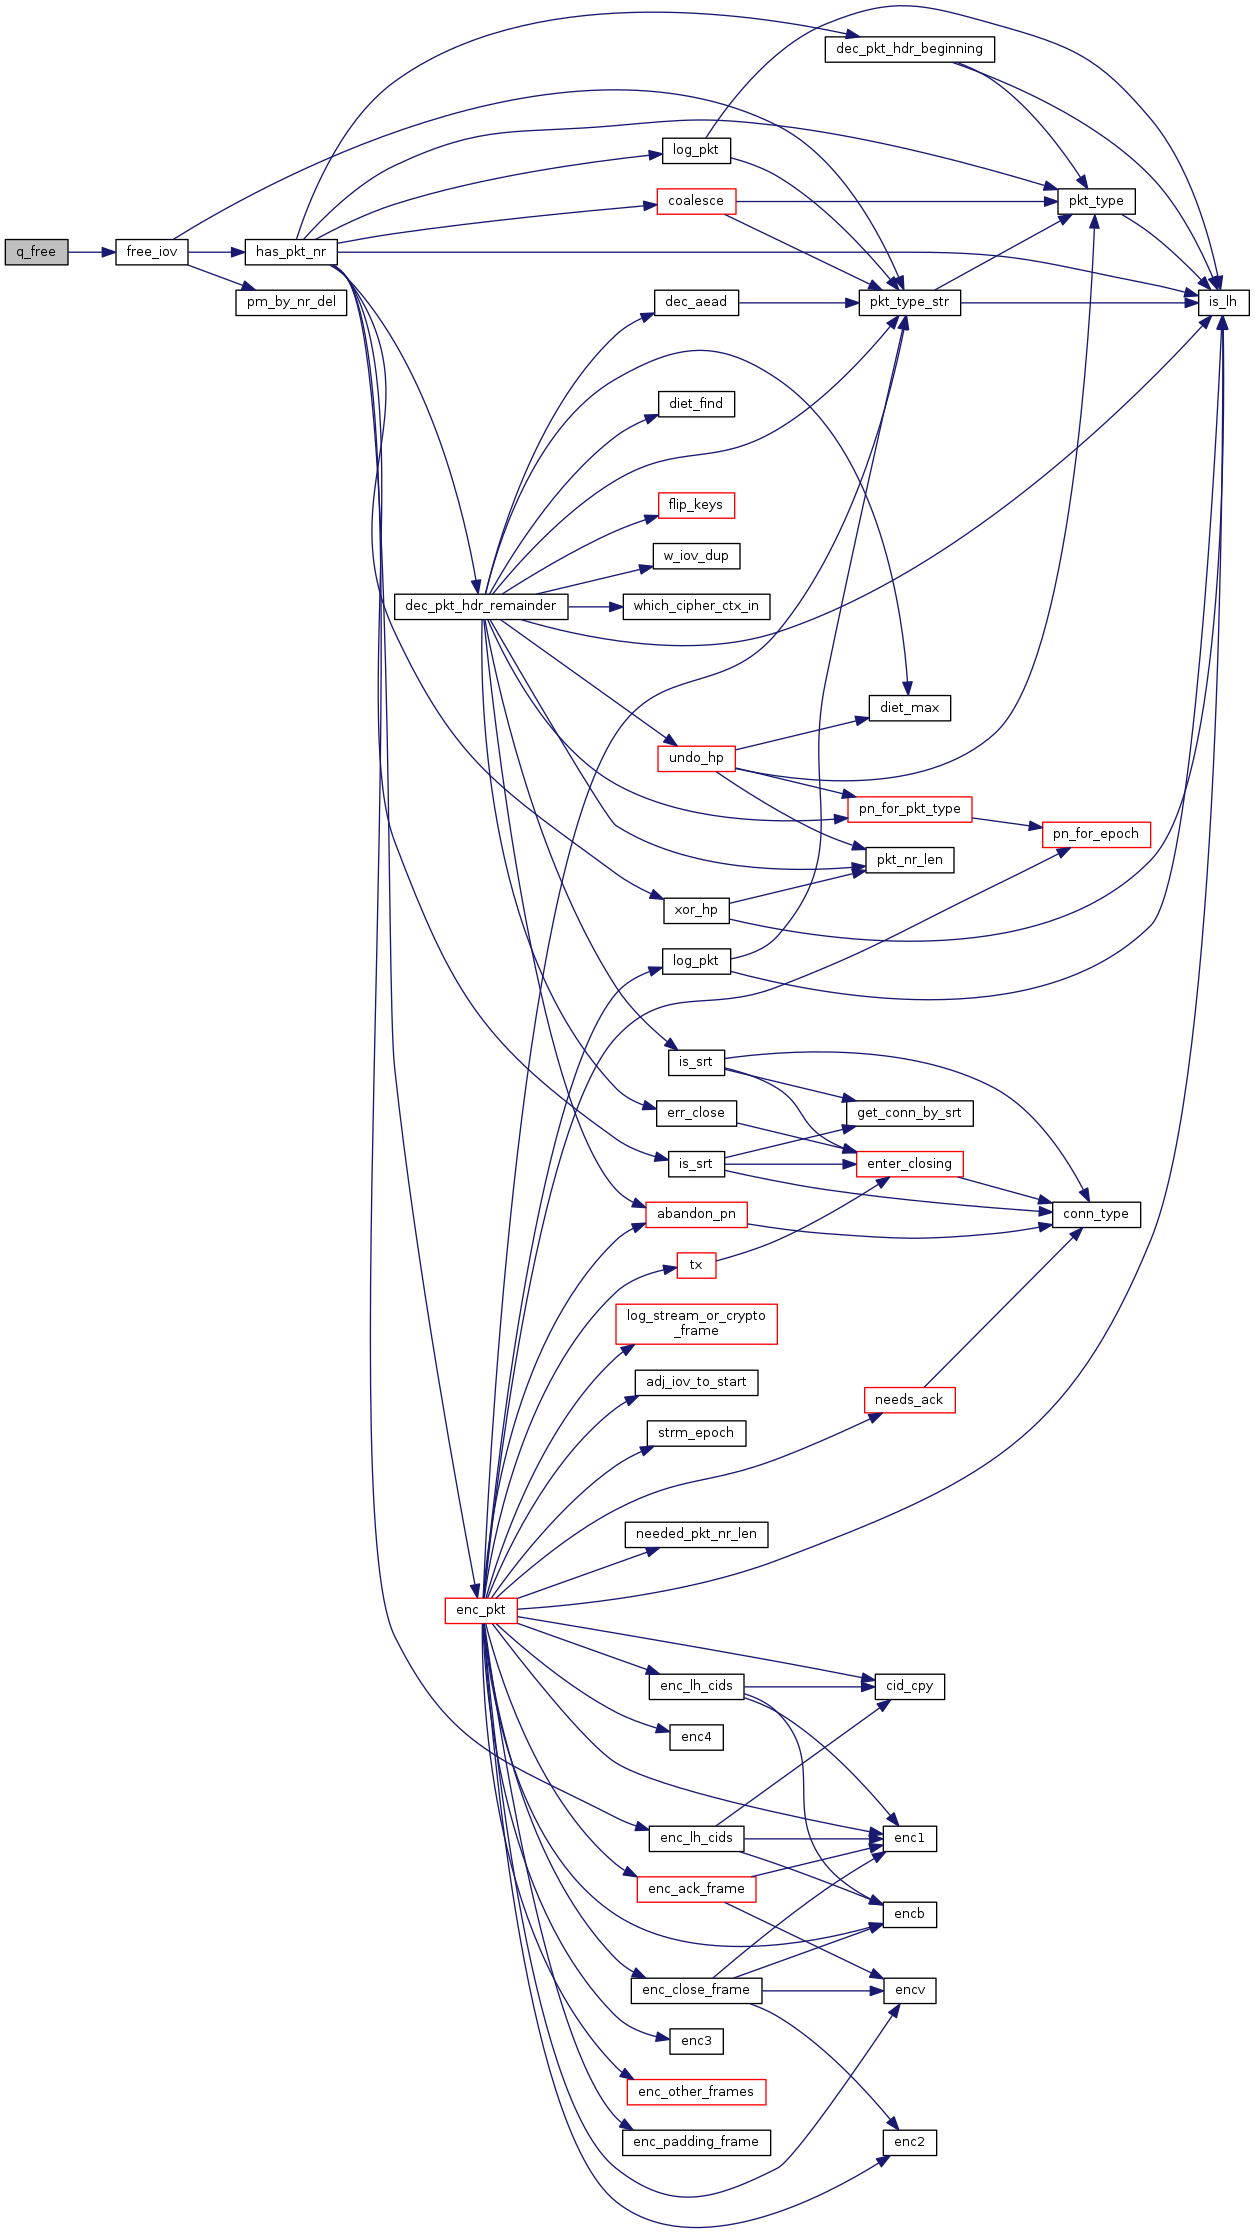 dec_pkt_hdr_beginning
log_pkt
coalesce
pkt_type
q_free
free_iov
has_pkt_nr
pm_by_nr_del
dec_aead
pkt_type_str
is_lh
diet_find
flip_keys
w_iov_dup
dec_pkt_hdr_remainder
which_cipher_ctx_in
diet_max
undo_hp
pn_for_pkt_type
pn_for_epoch
pkt_nr_len
xor_hp
log_pkt
is_srt
err_close
get_conn_by_srt
is_srt
enter_closing
abandon_pn
conn_type
tx
log_stream_or_crypto
_frame
adj_iov_to_start
needs_ack
strm_epoch
needed_pkt_nr_len
enc_pkt
enc_lh_cids
cid_cpy
enc4
enc_lh_cids
enc1
enc_ack_frame
encb
enc_close_frame
encv
enc3
enc_other_frames
enc_padding_frame
enc2